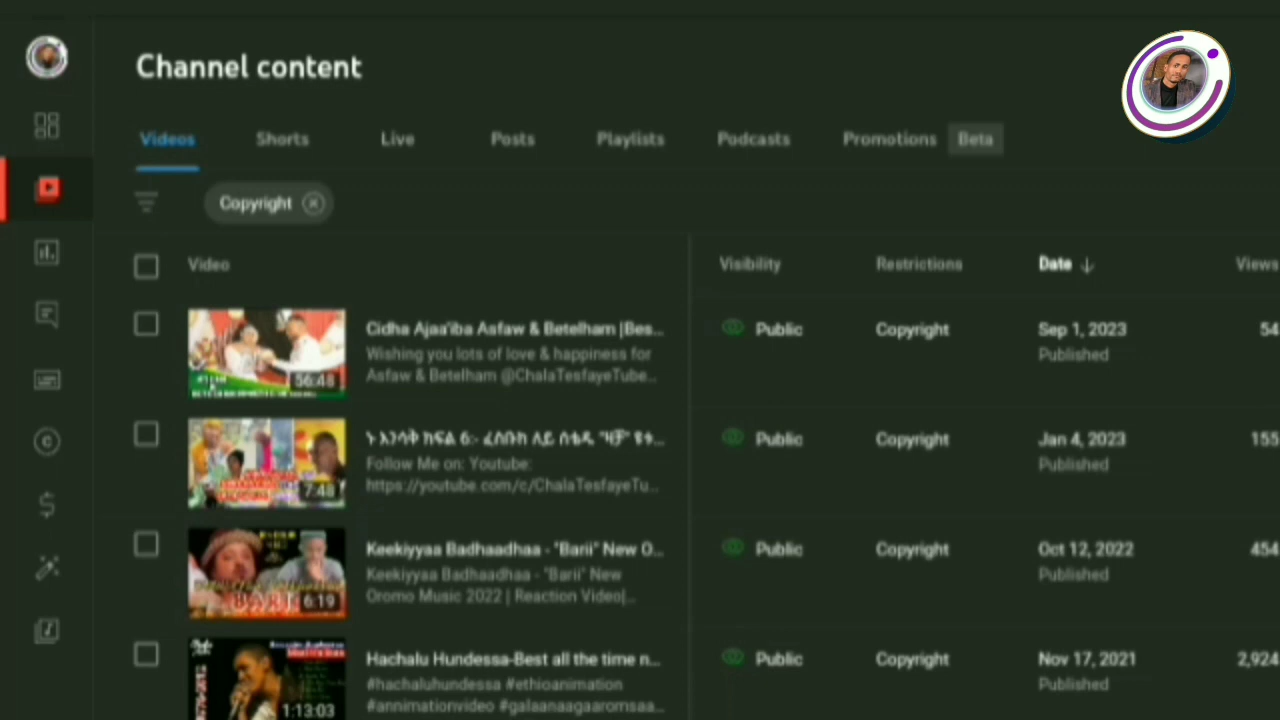 Channel content
Videos Shorts Live Posts Playlists Podcasts Promotions Beta
Copyright
Video Visibility Restrictions Date Views
Cidha Ajaa'iba Asfaw & Betelham |Bes... Public Copyright Sep 1, 2023 54
Wishing you lots of love & happiness for Published
Asfaw & Betelham @ChalaTesfayeTube...
56:48
ክፍል 6:- ፌስቡክ ላይ Public Copyright Jan 4, 2023 155
Follow Me on: Youtube: Published
https://youtube.com/c/ChalaTesfayeTu...
7:48
Keekiyyaa Badhaadhaa - "Barii" New O... Public Copyright Oct 12, 2022 454
Keekiyyaa Badhaadhaa - "Barii" New Published
Oromo Music 2022 | Reaction Video|...
6:19
Hachalu Hundessa-Best all the time n... Public Copyright Nov 17, 2021 2,924
#hachaluhundessa #ethioanimation Published
#annimationvideo #galaanaagaaromsaa...
1:13:03